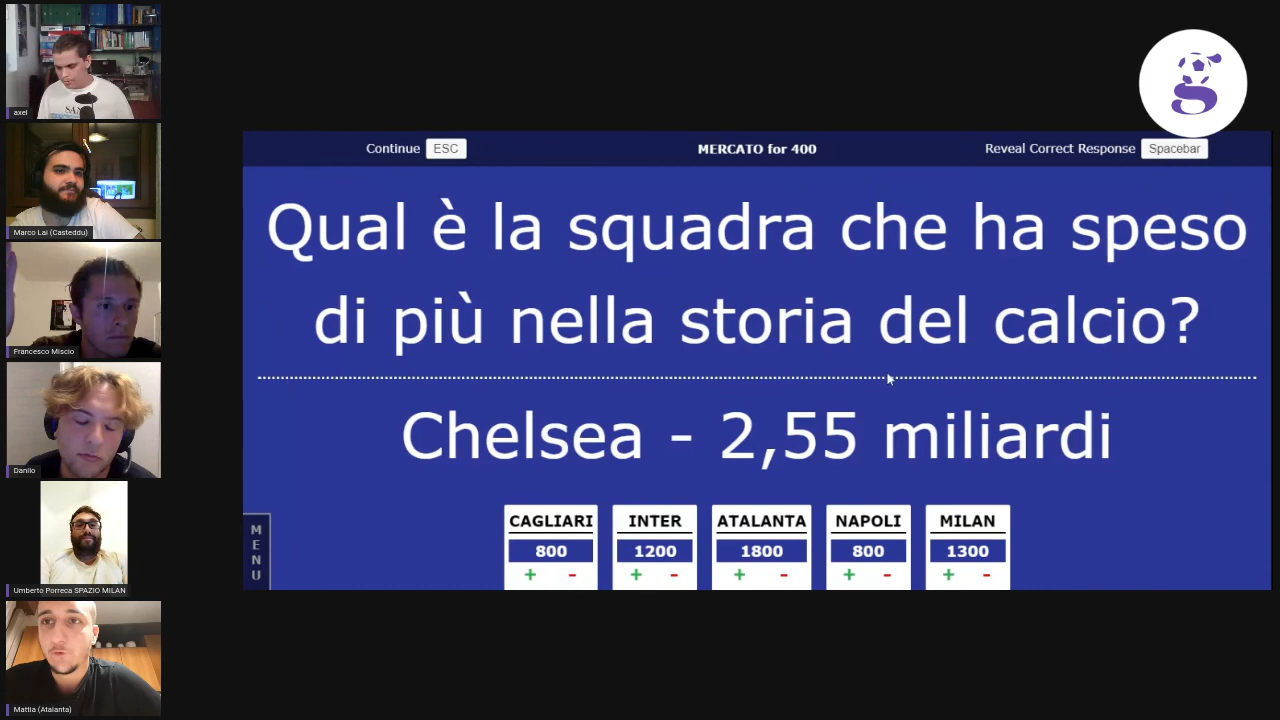 axel
Marco Lai (Casteddu)
Francesco Miscio
Danilo
Umberto Porreca SPAZIO MILAN
Mattia (Atalanta)
g
Continue ESC
MERCATO for 400
Reveal Correct Response Spacebar
Qual è la squadra che ha speso
di più nella storia del calcio?
Chelsea - 2,55 miliardi
MENU
CAGLIARI INTER ATALANTA NAPOLI MILAN
800 1200 1800 800 1300
+ - + - + - + - + -